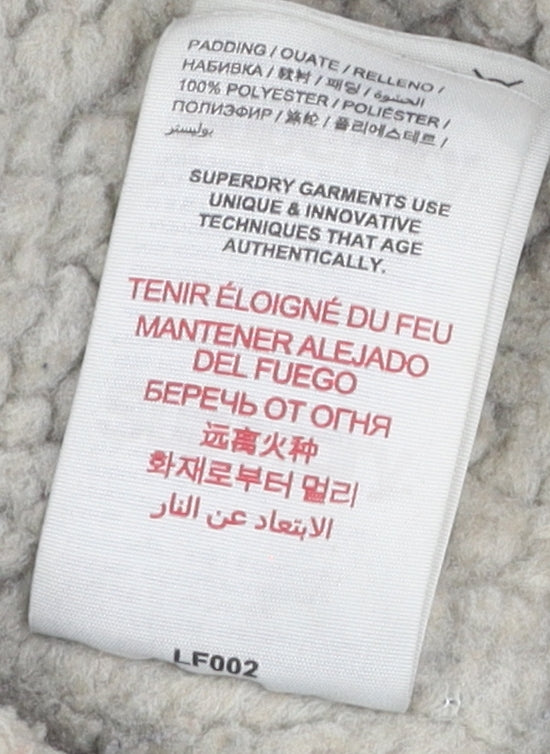 PADDING / OUATE / RELLENO /
НАБИВКА / 软衬 / 패딩 / الحشوة
100% POLYESTER / POLIÉSTER /
ПОЛИЭФИР / 涤纶 / 폴리에스테르 /
بوليستر
SUPERDRY GARMENTS USE
UNIQUE & INNOVATIVE
TECHNIQUES THAT AGE
AUTHENTICALLY.
TENIR ÉLOIGNÉ DU FEU
MANTENER ALEJADO
DEL FUEGO
БЕРЕЧЬ ОТ ОГНЯ
远离火种
화재로부터 멀리
الابتعاد عن النار
LF002